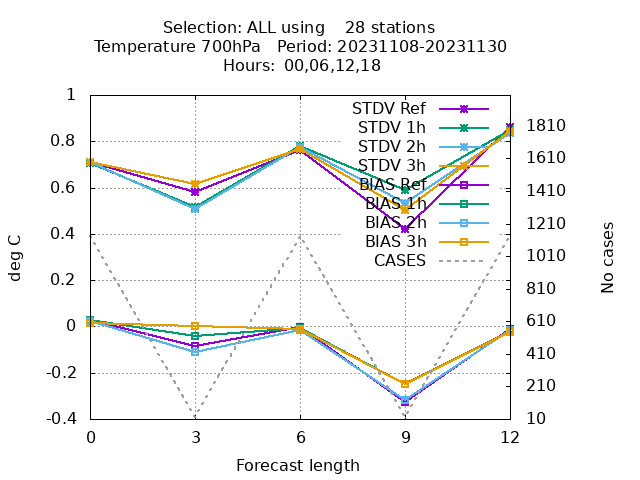 Selection: ALL using    28 stations
Temperature 700hPa   Period: 20231108-20231130
Hours: 00,06,12,18
1
0.8
0.6
0.4
0.2
0
-0.2
-0.4
deg C
STDV Ref
STDV 1h
STDV 2h
STDV 3h
BIAS Ref
BIAS 1h
BIAS 2h
BIAS 3h
CASES
1810
1610
1410
1210
1010
810
610
410
210
10
No cases
0 3 6 9 12
Forecast length